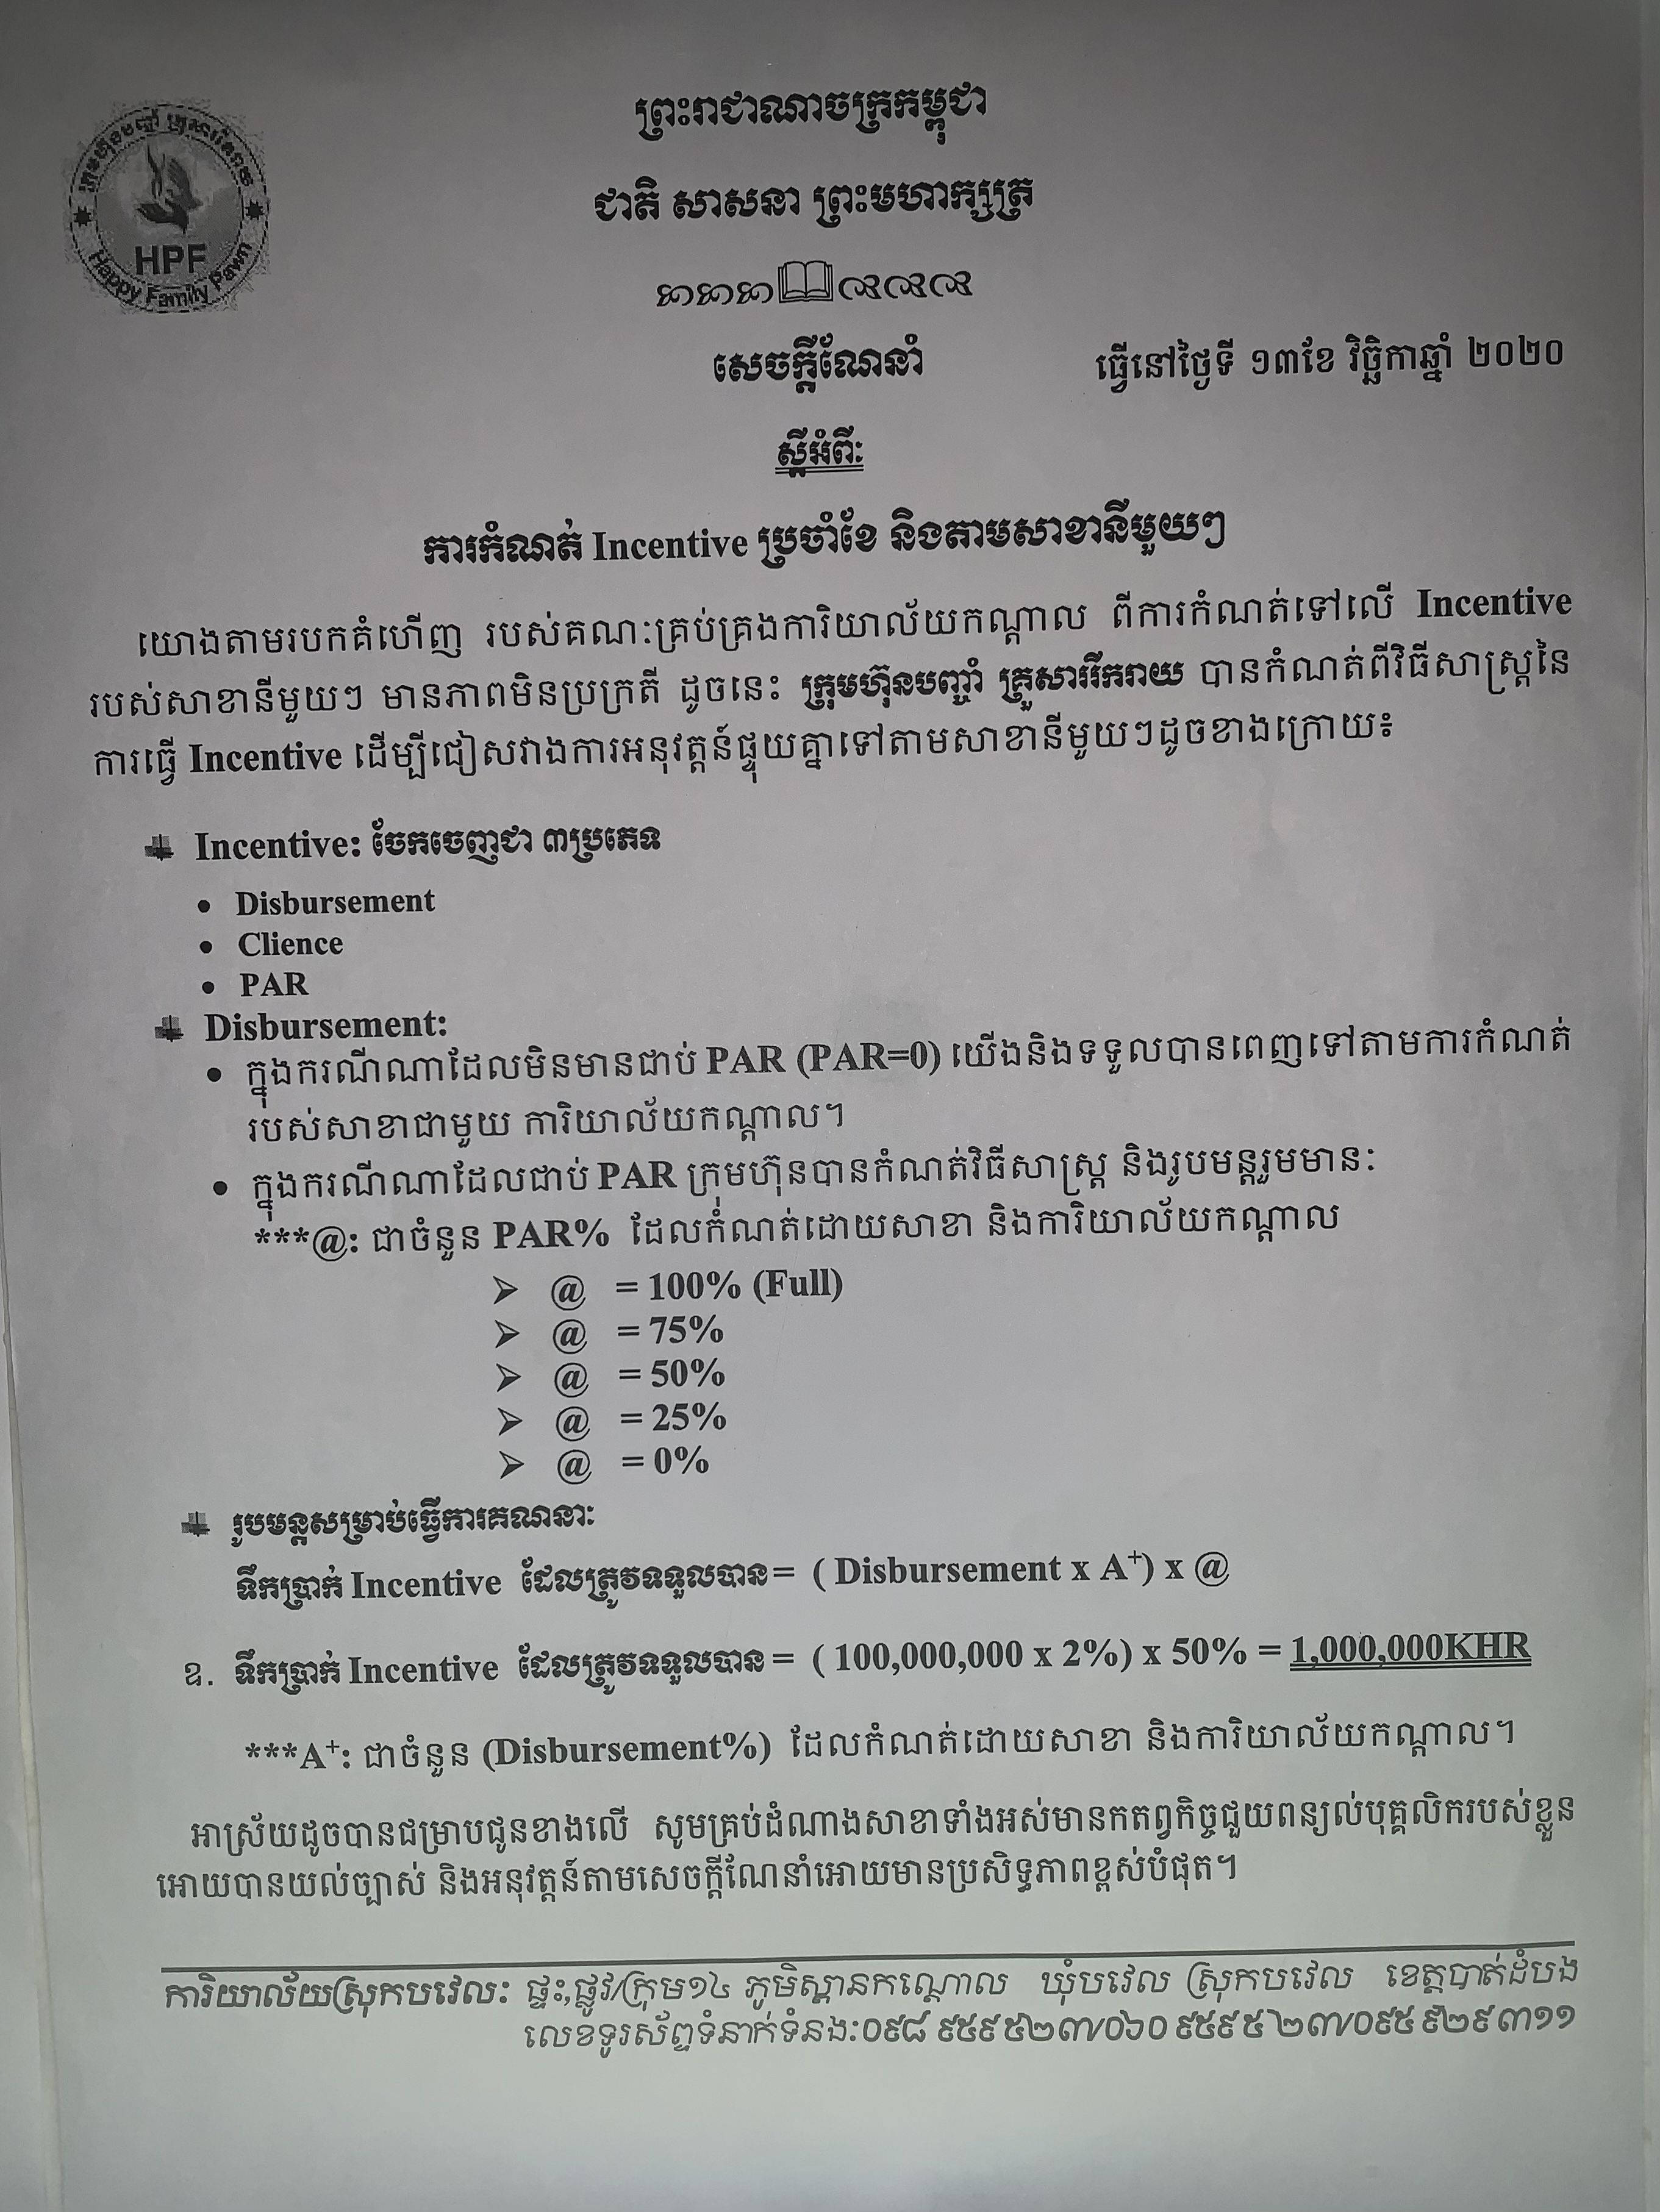 ព្រះរាជាណាចក្រកម្ពុជា
ជាតិ សាសនា ព្រះមហាក្សត្រ
ក្រុមហ៊ុនបញ្ចាំ គ្រួសាររីករាយ
HPF
Happy Family Pawn
សេចក្តីណែនាំ
ធ្វើនៅថ្ងៃទី ១៣ខែ វិច្ឆិកាឆ្នាំ ២០២០
ស្តីអំពីៈ
ការកំណត់ Incentive ប្រចាំខែ និងតាមសាខានីមួយៗ
យោងតាមរបកគំហើញ របស់គណៈគ្រប់គ្រងការិយាល័យកណ្តាល ពីការកំណត់ទៅលើ Incentive
របស់សាខានីមួយៗ មានភាពមិនប្រក្រតី ដូចនេះ ក្រុមហ៊ុនបញ្ចាំ គ្រួសាររីករាយ បានកំណត់ពីវិធីសាស្ត្រនៃ
ការធ្វើ Incentive ដើម្បីជៀសវាងការអនុវត្តន៍ផ្ទុយគ្នាទៅតាមសាខានីមួយៗដូចខាងក្រោយ៖
Incentive: ចែកចេញជា ៣ប្រភេទ
• Disbursement
• Clience
• PAR
Disbursement:
• ក្នុងករណីណាដែលមិនមានជាប់ PAR (PAR=0) យើងនិងទទួលបានពេញទៅតាមការកំណត់
របស់សាខាជាមួយ ការិយាល័យកណ្តាល។
• ក្នុងករណីណាដែលជាប់ PAR ក្រុមហ៊ុនបានកំណត់វិធីសាស្ត្រ និងរូបមន្តរួមមានៈ
***@: ជាចំនួន PAR% ដែលកំណត់ដោយសាខា និងការិយាល័យកណ្តាល
➢ @ = 100% (Full)
➢ @ = 75%
➢ @ = 50%
➢ @ = 25%
➢ @ = 0%
រូបមន្តសម្រាប់ធ្វើការគណនាៈ
ទឹកប្រាក់ Incentive ដែលត្រូវទទួលបាន = ( Disbursement x A⁺) x @
ឧ. ទឹកប្រាក់ Incentive ដែលត្រូវទទួលបាន = ( 100,000,000 x 2%) x 50% = 1,000,000KHR
***A⁺: ជាចំនួន (Disbursement%) ដែលកំណត់ដោយសាខា និងការិយាល័យកណ្តាល។
អាស្រ័យដូចបានជម្រាបជូនខាងលើ សូមគ្រប់ដំណាងសាខាទាំងអស់មានកតព្វកិច្ចជួយពន្យល់បុគ្គលិករបស់ខ្លួន
អោយបានយល់ច្បាស់ និងអនុវត្តន៍តាមសេចក្តីណែនាំអោយមានប្រសិទ្ធភាពខ្ពស់បំផុត។
ការិយាល័យស្រុកបវេលៈ ផ្ទះ,ផ្លូវ/ក្រុម១៤ ភូមិស្ពានកណ្តោល ឃុំបវេល ស្រុកបវេល ខេត្តបាត់ដំបង
លេខទូរស័ព្ទទំនាក់ទំនងៈ០៩៨ ៩៥៩ ៥២៣/០៦០ ៩៥៩ ៥២៣/០៩៥ ៩២៩ ៣១១